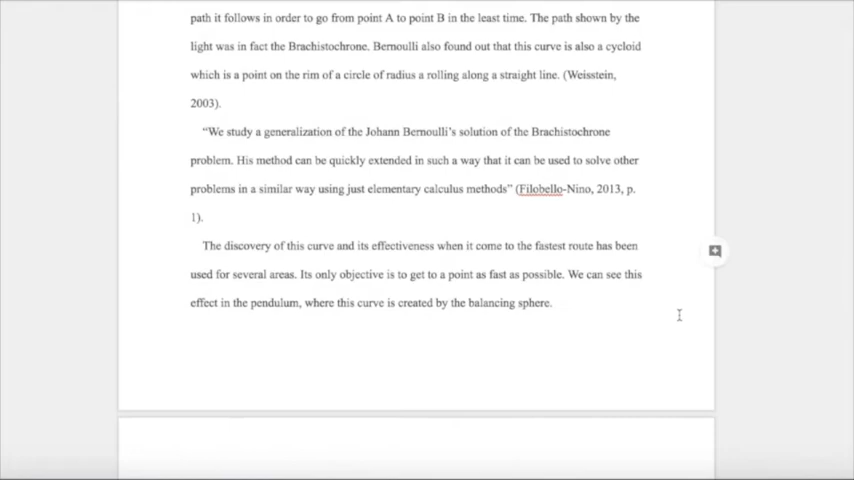 path it follows in order to go from point A to point B in the least time. The path shown by the
light was in fact the Brachistochrone. Bernoulli also found out that this curve is also a cycloid
which is a point on the rim of a circle of radius a rolling along a straight line. (Weisstein,
2003).
“We study a generalization of the Johann Bernoulli’s solution of the Brachistochrone
problem. His method can be quickly extended in such a way that it can be used to solve other
problems in a similar way using just elementary calculus methods” (Filobello-Nino, 2013, p.
1).
The discovery of this curve and its effectiveness when it come to the fastest route has been
used for several areas. Its only objective is to get to a point as fast as possible. We can see this
effect in the pendulum, where this curve is created by the balancing sphere.